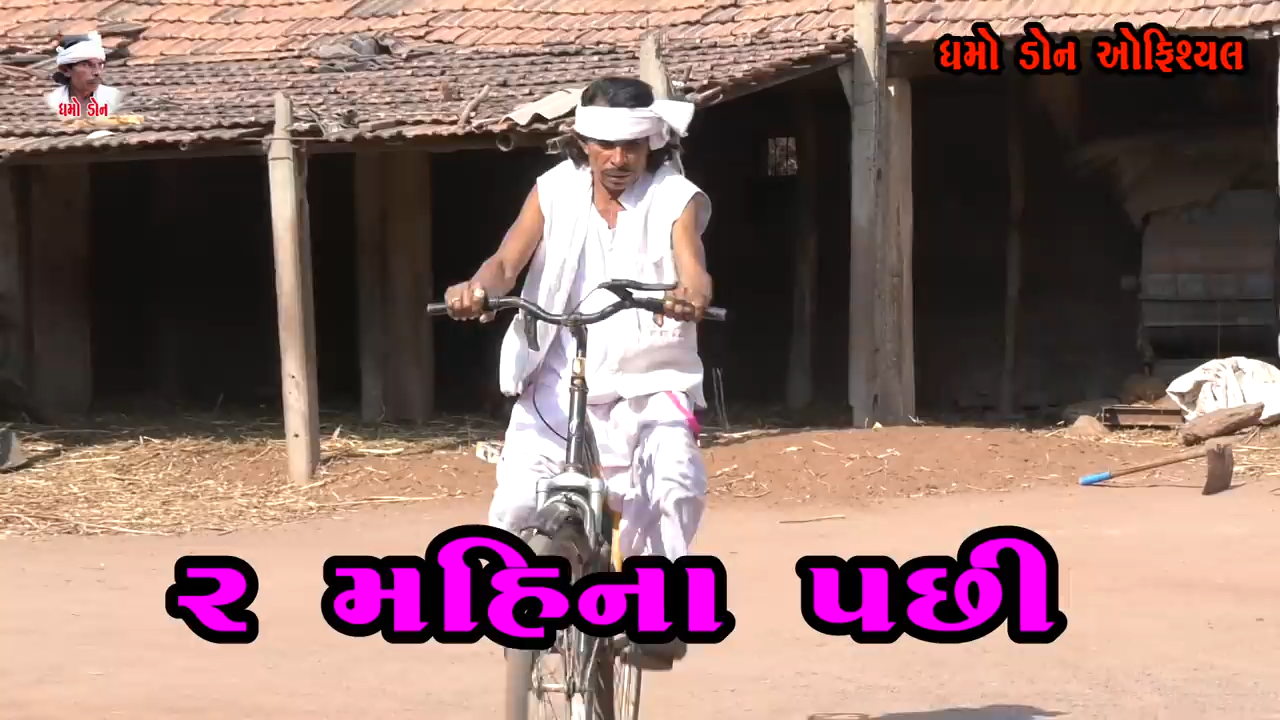 ધમો ડોન ઓફિશ્યલ
ધમો ડોન
૨ મહિના પછી